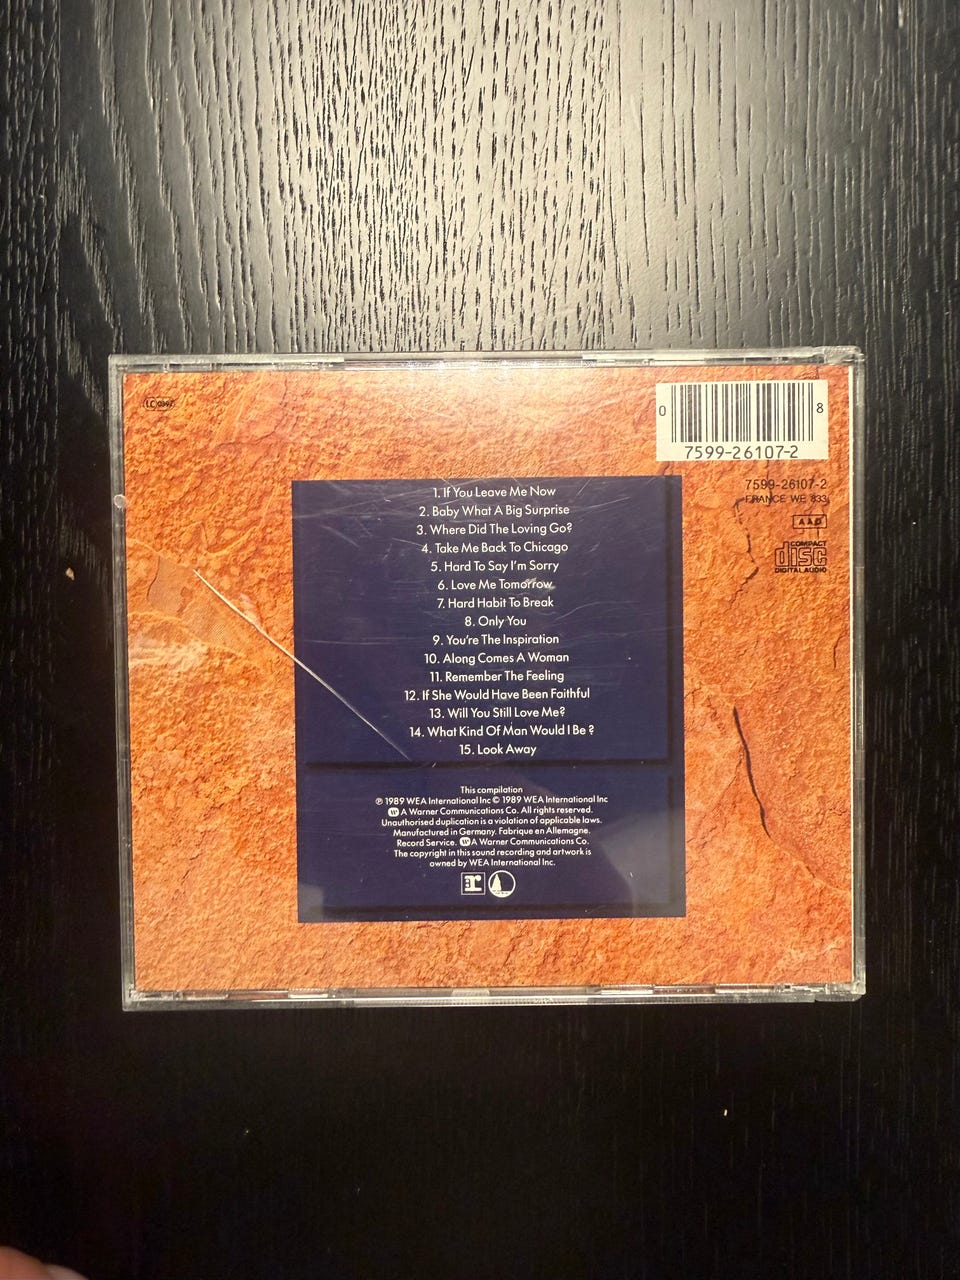 LC 0392
0 8
7599-26107-2
7599-26107-2
FRANCE WE 833
AAD
COMPACT
disc
DIGITAL AUDIO
1. If You Leave Me Now
2. Baby What A Big Surprise
3. Where Did The Loving Go?
4. Take Me Back To Chicago
5. Hard To Say I'm Sorry
6. Love Me Tomorrow
7. Hard Habit To Break
8. Only You
9. You're The Inspiration
10. Along Comes A Woman
11. Remember The Feeling
12. If She Would Have Been Faithful
13. Will You Still Love Me?
14. What Kind Of Man Would I Be ?
15. Look Away
This compilation
℗ 1989 WEA International Inc © 1989 WEA International Inc
A Warner Communications Co. All rights reserved.
Unauthorised duplication is a violation of applicable laws.
Manufactured in Germany. Fabrique en Allemagne.
Record Service. A Warner Communications Co.
The copyright in this sound recording and artwork is
owned by WEA International Inc.